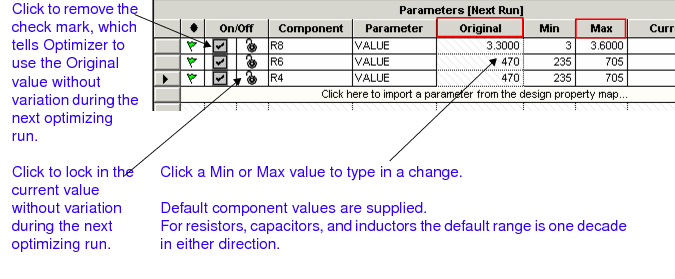 Click to remove the
check mark, which
tells Optimizer to
use the Original
value without
variation during the
next optimizing
run.
Parameters [Next Run]
On/Off Component Parameter Original Min Max Curr
R8 VALUE 3.3000 3 3.6000
R6 VALUE 470 235 705
R4 VALUE 470 235 705
Click here to import a parameter from the design property map...
Click to lock in the
current value
without variation
during the next
optimizing run.
Click a Min or Max value to type in a change.
Default component values are supplied.
For resistors, capacitors, and inductors the default range is one decade
in either direction.